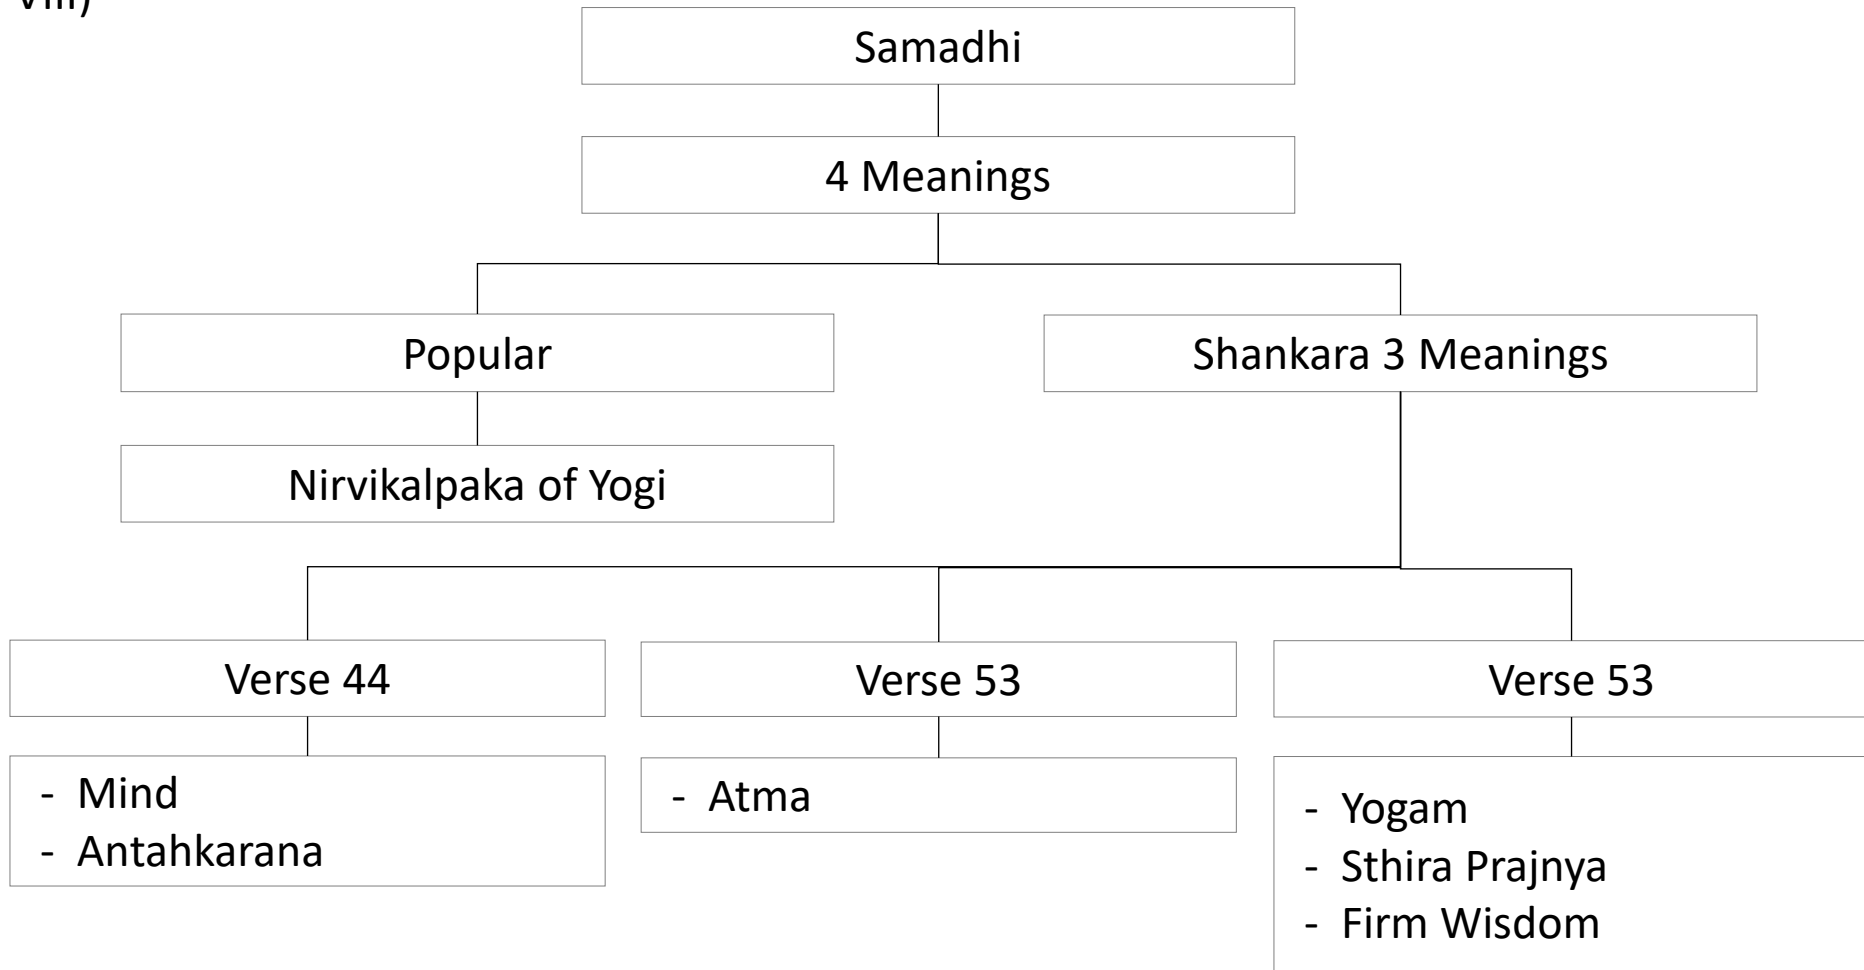 VIII)
Samadhi
4 Meanings
Popular
Shankara 3 Meanings
Nirvikalpaka of Yogi
Verse 44
Verse 53
Verse 53
- Mind
- Antahkarana
- Atma
- Yogam
- Sthira Prajnya
- Firm Wisdom